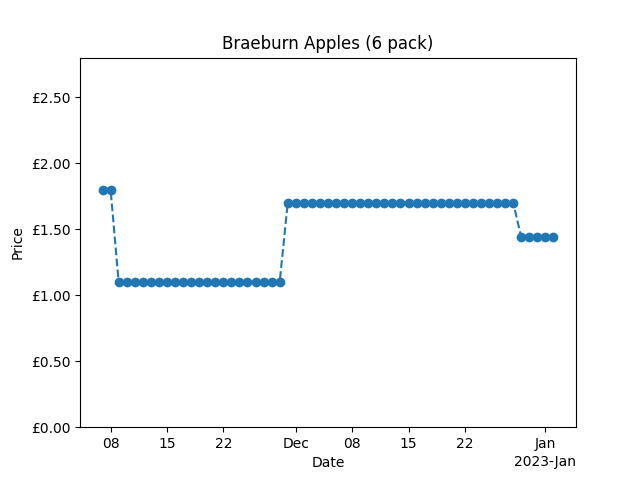 Braeburn Apples (6 pack)
£2.50
£2.00
£1.50
£1.00
£0.50
£0.00
Price
08 15 22 Dec 08 15 22 Jan
Date
2023-Jan